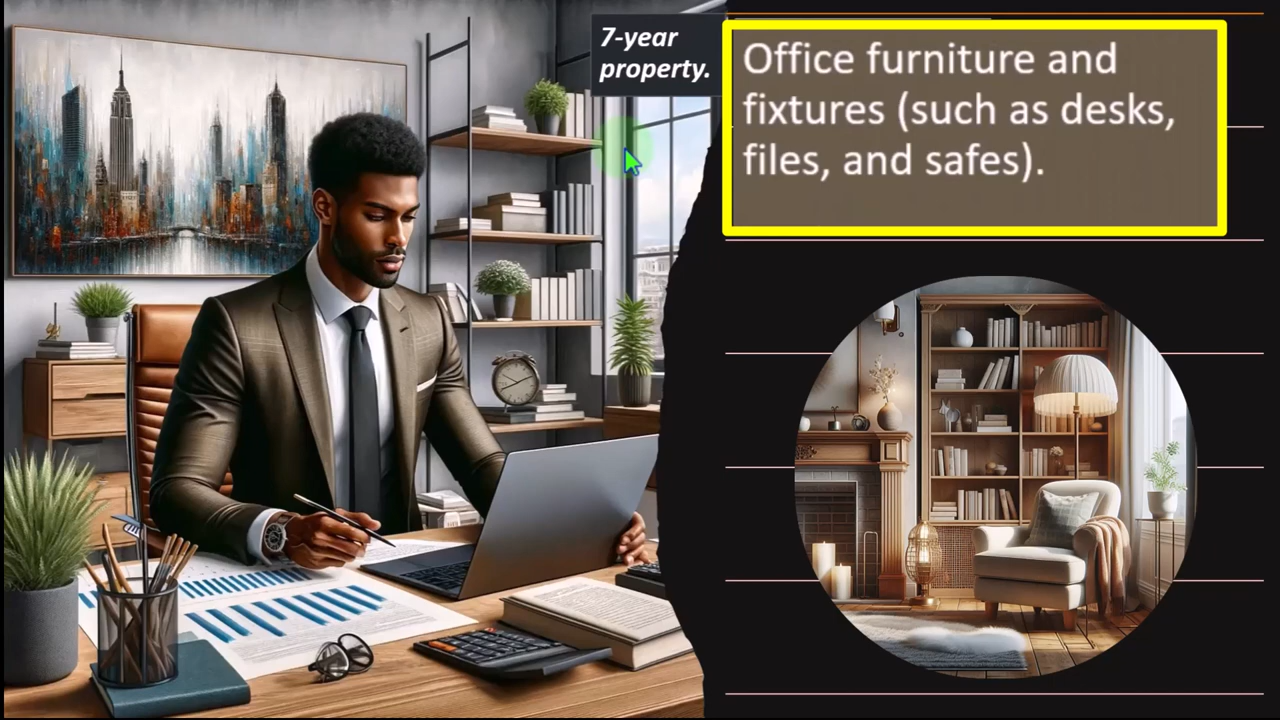 7-year
property.
Office furniture and
fixtures (such as desks,
files, and safes).